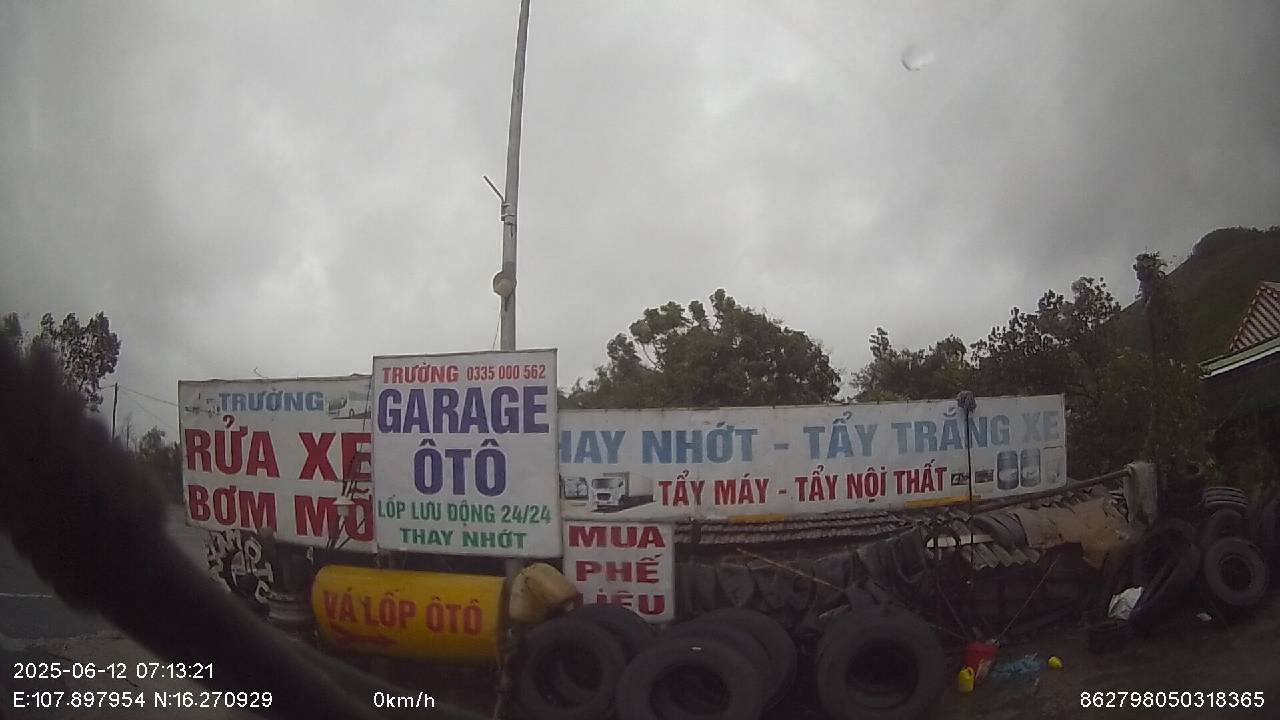 TRƯỜNG
RỬA XE
BƠM MỠ
TRƯỜNG 0335 000 562
GARAGE
ÔTÔ
LỐP LƯU ĐỘNG 24/24
THAY NHỚT
HAY NHỚT - TẨY TRẮNG XE
TẨY MÁY - TẨY NỘI THẤT
MUA
PHẾ
LIỆU
VÁ LỐP ÔTÔ
2025-06-12 07:13:21
E:107.897954 N:16.270929
0km/h
862798050318365